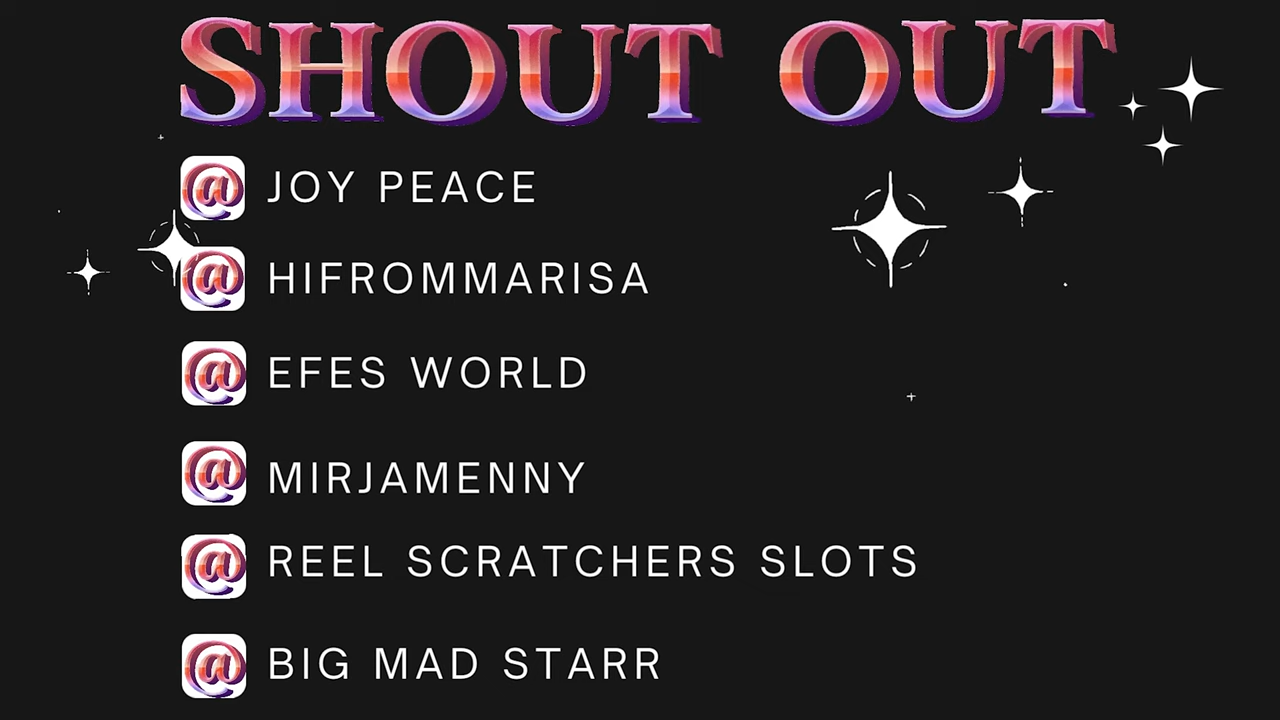 SHOUT OUT
@ JOY PEACE
@ HIFROMMARISA
@ EFES WORLD
@ MIRJAMENNY
@ REEL SCRATCHERS SLOTS
@ BIG MAD STARR